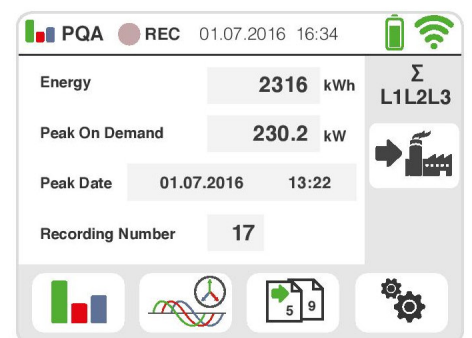 PQA REC 01.07.2016 16:34
Energy 2316 kWh
Σ
L1L2L3
Peak On Demand 230.2 kW
Peak Date 01.07.2016 13:22
Recording Number 17
5 9